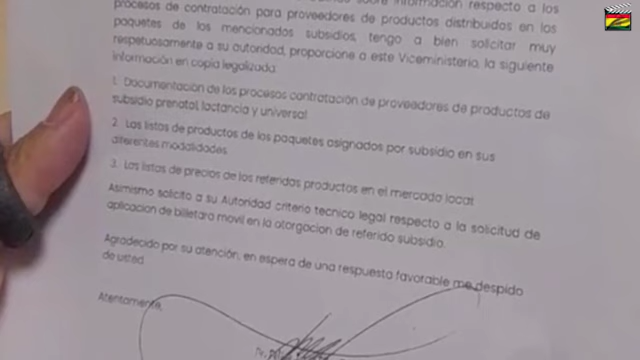 información respecto a los
procesos de contratación para proveedores de productos distribuidos en los
paquetes de los mencionados subsidios, tengo a bien solicitar muy
respetuosamente a su autoridad, proporcione a este Viceministerio, la siguiente
información en copia legalizada:
1. Documentación de los procesos contratación de proveedores de productos de
subsidio prenatal, lactancia y universal
2. Las listas de productos de los paquetes asignados por subsidio en sus
diferentes modalidades
3. Las listas de precios de los referidos productos en el mercado local.
Asimismo solicito a su Autoridad criterio tecnico legal respecto a la solicitud de
aplicacion de billetara movil en la otorgacion de referido subsidio.
Agradecido por su atención, en espera de una respuesta favorable me despido
de usted
Atentamente,